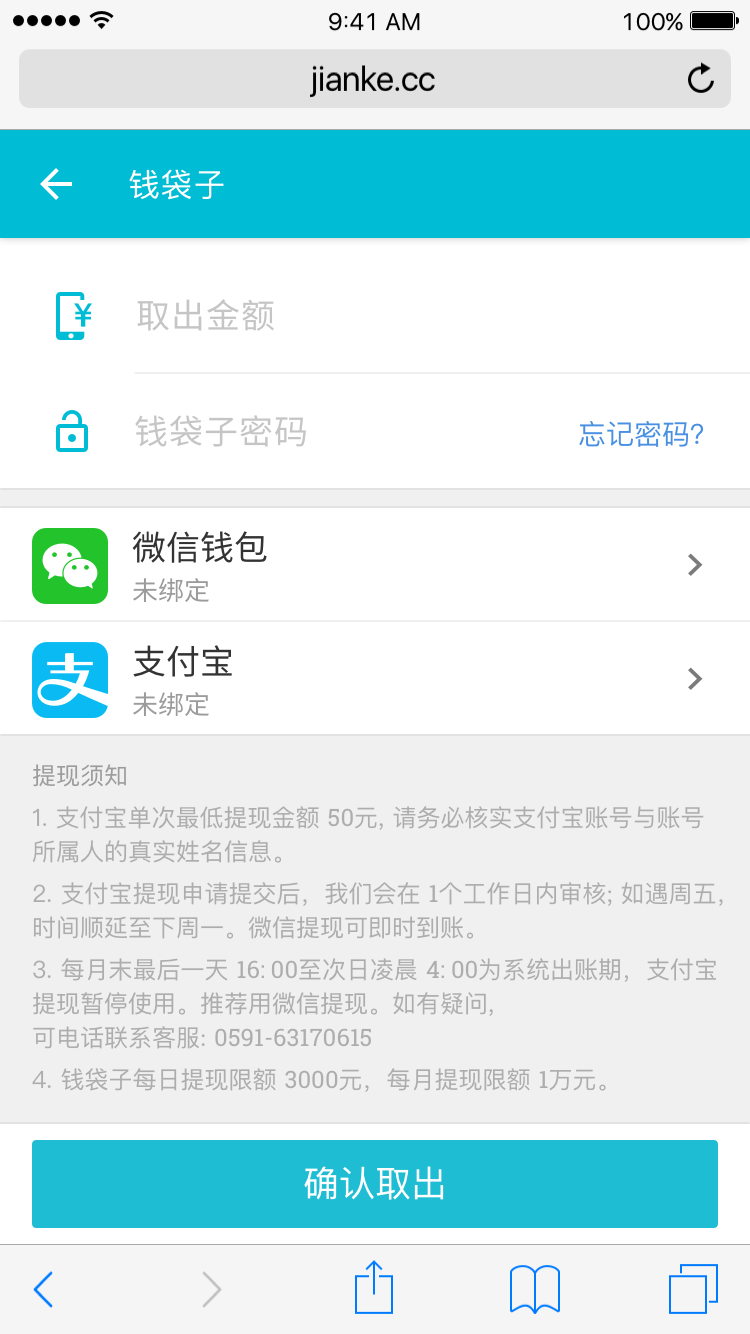 9:41 AM
100%
jianke.cc
钱袋子
取出金额
钱袋子密码
忘记密码?
微信钱包
未绑定
支
支付宝
未绑定
提现须知
1. 支付宝单次最低提现金额 50元, 请务必核实支付宝账号与账号
所属人的真实姓名信息。
2. 支付宝提现申请提交后，我们会在 1个工作日内审核; 如遇周五,
时间顺延至下周一。微信提现可即时到账。
3. 每月末最后一天 16: 00至次日凌晨 4: 00为系统出账期，支付宝
提现暂停使用。推荐用微信提现。如有疑问,
可电话联系客服: 0591-63170615
4. 钱袋子每日提现限额 3000元，每月提现限额 1万元。
确认取出